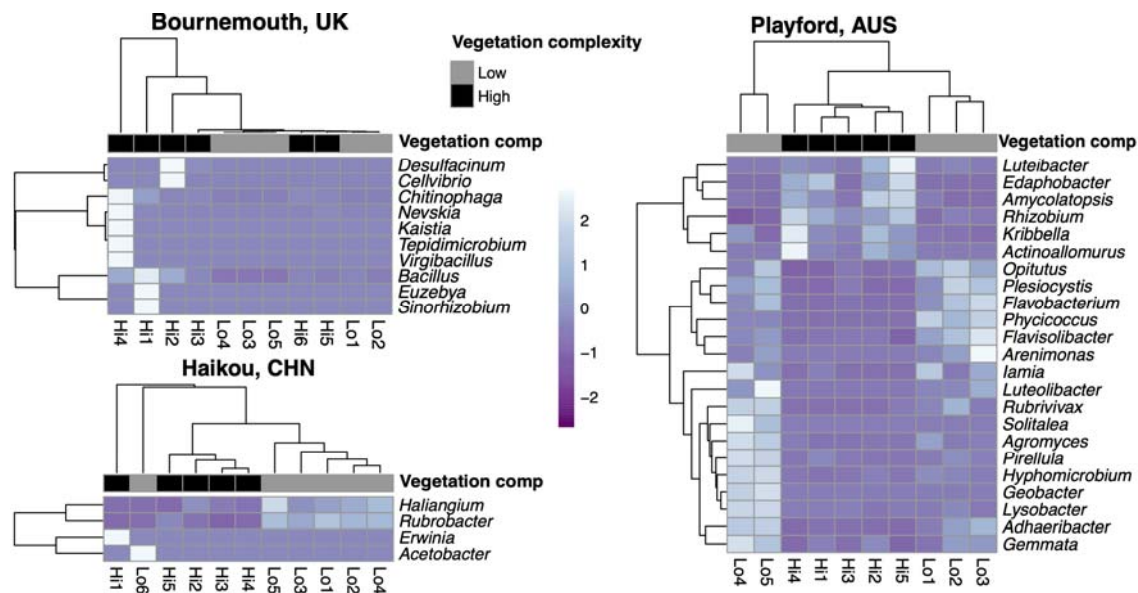 Bournemouth, UK
Vegetation complexity
Low
High
Vegetation comp
Desulfacinum
Cellvibrio
Chitinophaga
Nevskia
Kaistia
Tepidimicrobium
Virgibacillus
Bacillus
Euzebya
Sinorhizobium
Hi4 Hi1 Hi2 Hi3 Lo4 Lo3 Lo5 Hi6 Hi5 Lo1 Lo2
2
1
0
-1
-2
Haikou, CHN
Vegetation comp
Haliangium
Rubrobacter
Erwinia
Acetobacter
Hi1 Lo6 Hi5 Hi2 Hi3 Hi4 Lo5 Lo3 Lo1 Lo2 Lo4
Playford, AUS
Vegetation comp
Luteibacter
Edaphobacter
Amycolatopsis
Rhizobium
Kribbella
Actinoallomurus
Opitutus
Plesiocystis
Flavobacterium
Phycicoccus
Flavisolibacter
Arenimonas
Iamia
Luteolibacter
Rubrivivax
Solitalea
Agromyces
Pirellula
Hyphomicrobium
Geobacter
Lysobacter
Adhaeribacter
Gemmata
Lo4 Lo5 Hi4 Hi1 Hi3 Hi2 Hi5 Lo1 Lo2 Lo3